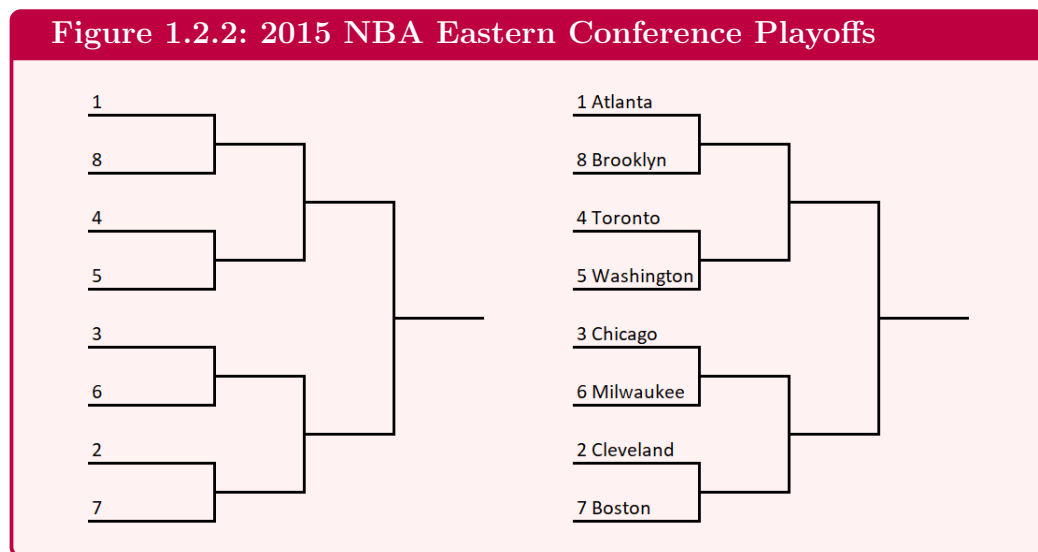 Figure 1.2.2: 2015 NBA Eastern Conference Playoffs
1
8
4
5
3
6
2
7
1 Atlanta
8 Brooklyn
4 Toronto
5 Washington
3 Chicago
6 Milwaukee
2 Cleveland
7 Boston